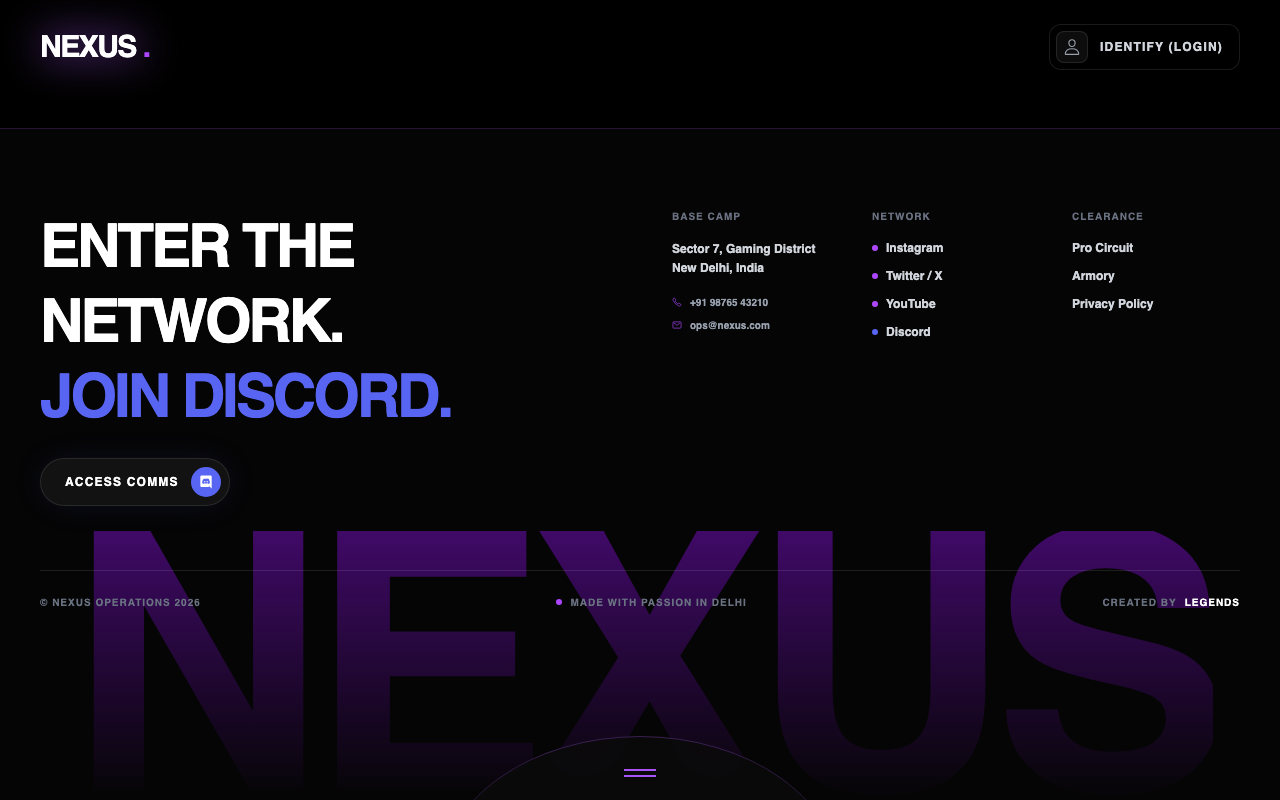 NEXUS .
IDENTIFY (LOGIN)
ENTER THE
NETWORK.
JOIN DISCORD.
ACCESS COMMS
BASE CAMP
Sector 7, Gaming District
New Delhi, India
+91 98765 43210
ops@nexus.com
NETWORK
Instagram
Twitter / X
YouTube
Discord
CLEARANCE
Pro Circuit
Armory
Privacy Policy
NEXUS
© NEXUS OPERATIONS 2026
MADE WITH PASSION IN DELHI
CREATED BY LEGENDS